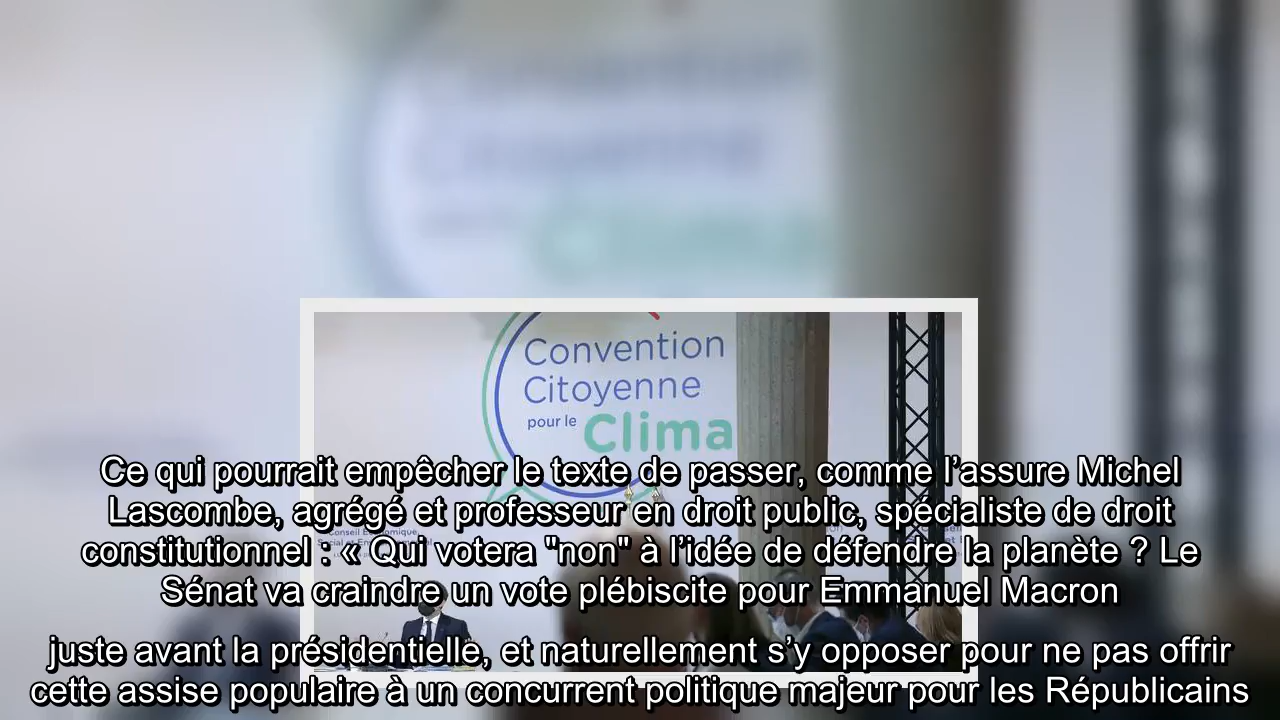 Convention
Citoyenne
pour le
Clima
Conseil Économique
Ce qui pourrait empêcher le texte de passer, comme l’assure Michel
Lascombe, agrégé et professeur en droit public, spécialiste de droit
constitutionnel : « Qui votera "non" à l’idée de défendre la planète ? Le
Sénat va craindre un vote plébiscite pour Emmanuel Macron
juste avant la présidentielle, et naturellement s’y opposer pour ne pas offrir
cette assise populaire à un concurrent politique majeur pour les Républicains